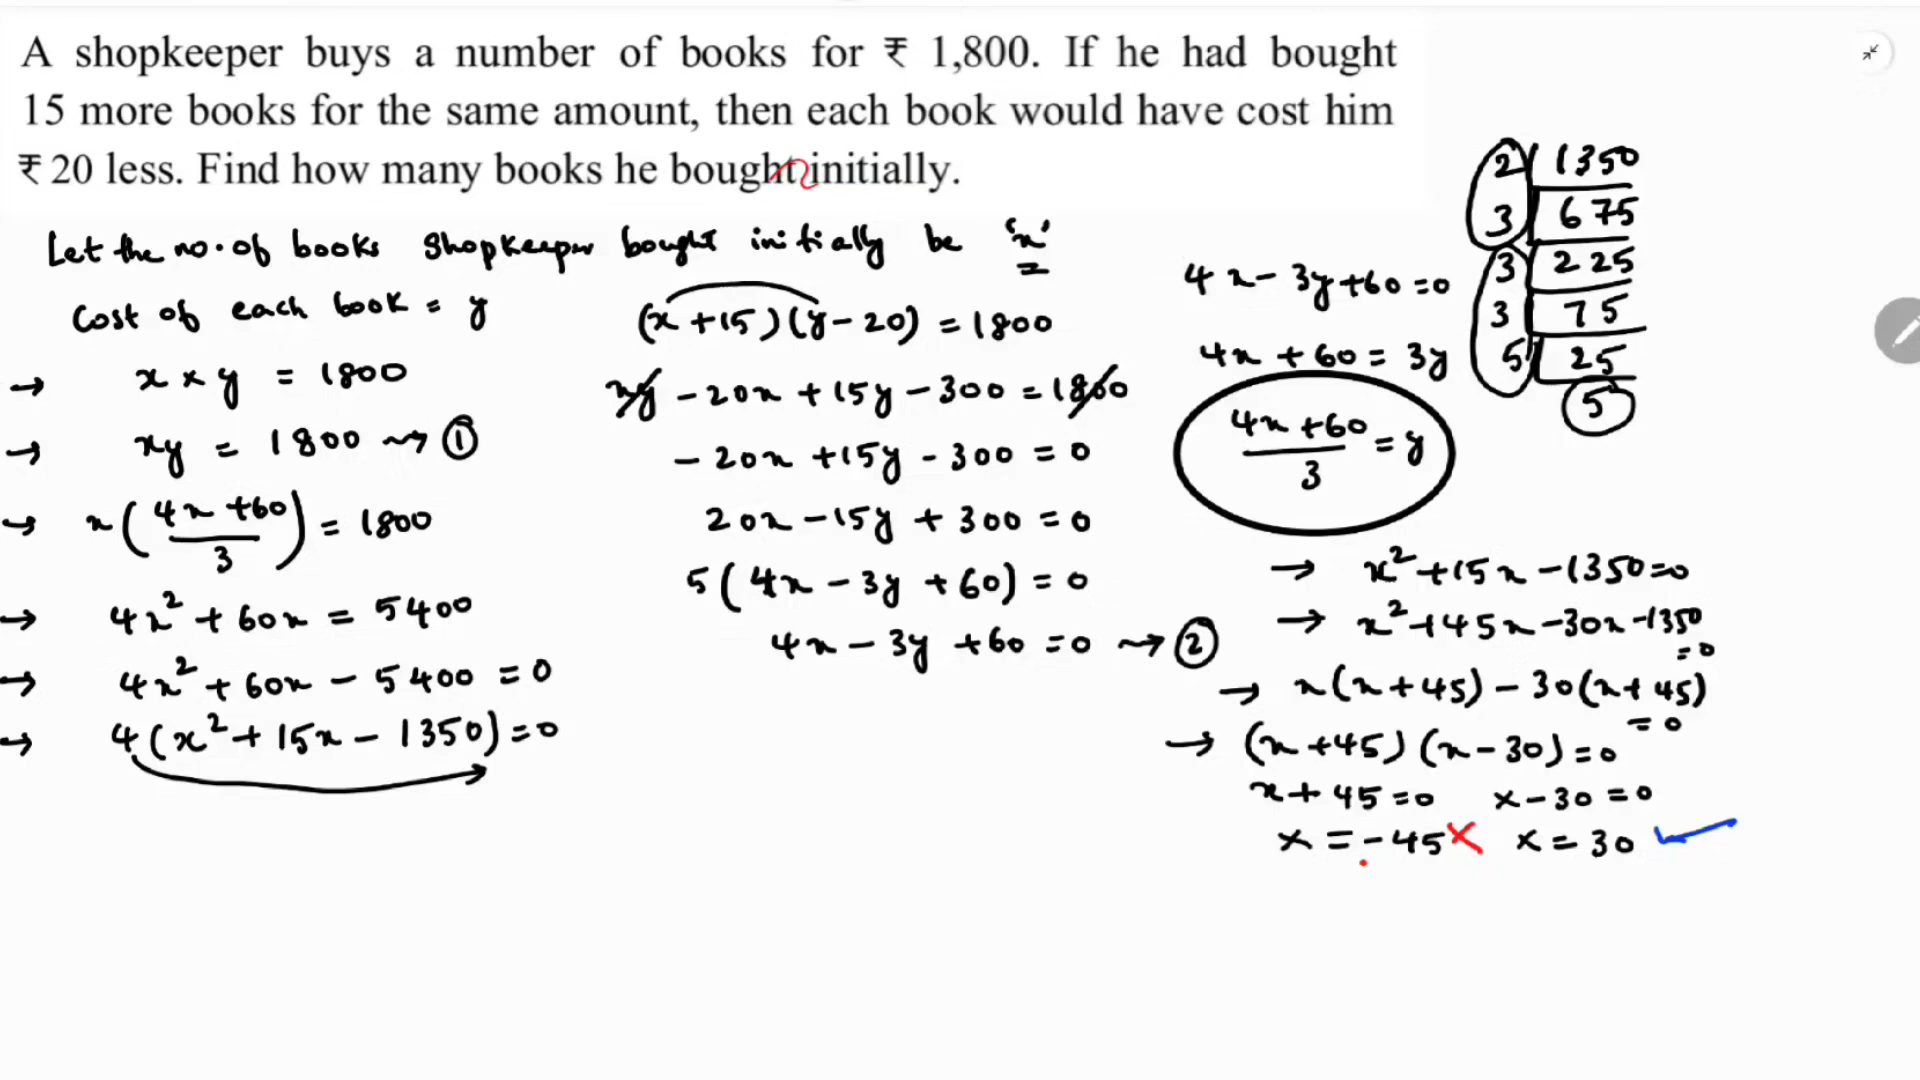 A shopkeeper buys a number of books for ₹ 1,800. If he had bought
15 more books for the same amount, then each book would have cost him
₹ 20 less. Find how many books he bought initially.
Let the no. of books shopkeeper bought initially be 'x'
Cost of each book = y
→ x × y = 1800
→ xy = 1800 ⇝ ①
→ x(4x + 60/3) = 1800
→ 4x² + 60x = 5400
→ 4x² + 60x - 5400 = 0
→ 4(x² + 15x - 1350) = 0
(x + 15)(y - 20) = 1800
xy - 20x + 15y - 300 = 1800
- 20x + 15y - 300 = 0
20x - 15y + 300 = 0
5(4x - 3y + 60) = 0
4x - 3y + 60 = 0 ⇝ ②
4x - 3y + 60 = 0
4x + 60 = 3y
4x + 60/3 = y
2 | 1350
3 | 675
3 | 225
3 | 75
5 | 25
5
→ x² + 15x - 1350 = 0
→ x² + 45x - 30x - 1350
= 0
→ x(x + 45) - 30(x + 45)
= 0
→ (x + 45)(x - 30) = 0
x + 45 = 0 x - 30 = 0
x = -45 ✗ x = 30 ✓